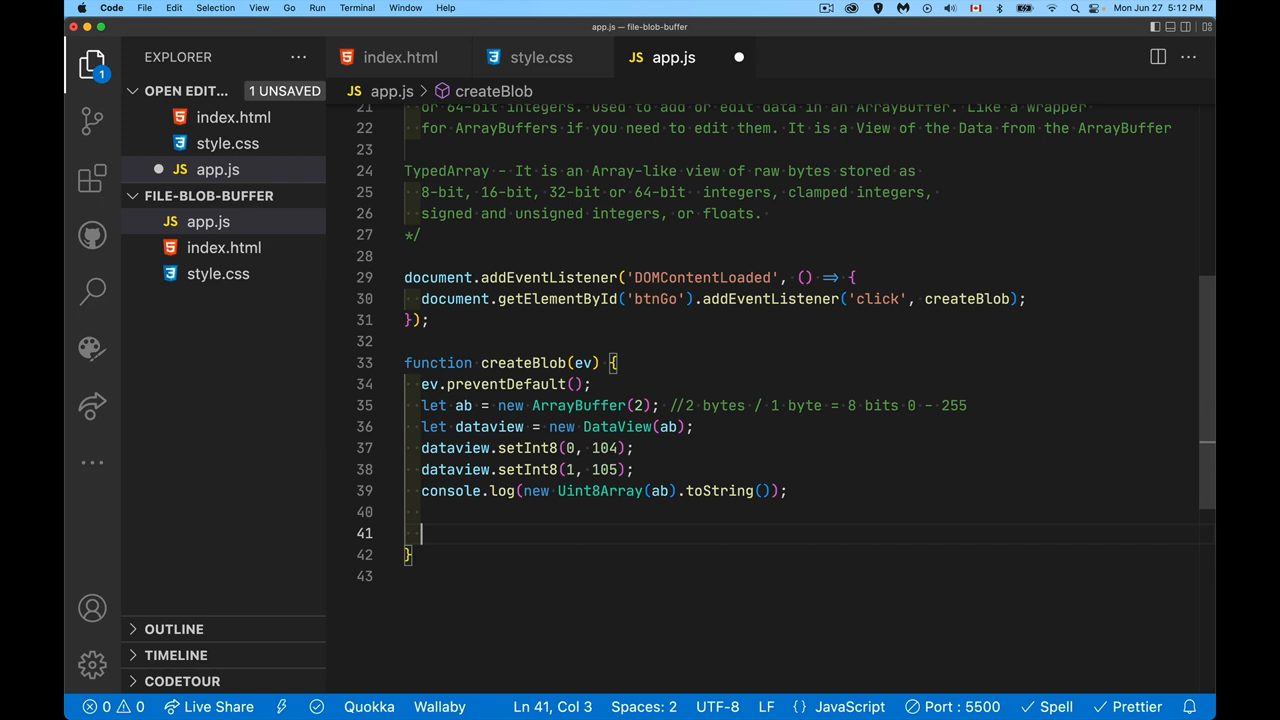 Code File Edit Selection View Go Run Terminal Window Help Mon Jun 27 5:12 PM
app.js — file-blob-buffer
EXPLORER
OPEN EDIT... 1 UNSAVED
index.html
style.css
app.js
FILE-BLOB-BUFFER
app.js
index.html
style.css
OUTLINE
TIMELINE
CODETOUR
1
index.html style.css JS app.js
JS app.js > createBlob
21 or 64-bit integers. Used to add or edit data in an ArrayBuffer. Like a wrapper
22 for ArrayBuffers if you need to edit them. It is a View of the Data from the ArrayBuffer
23
24 TypedArray - It is an Array-like view of raw bytes stored as
25 8-bit, 16-bit, 32-bit or 64-bit integers, clamped integers,
26 signed and unsigned integers, or floats.
27 */
28
29 document.addEventListener('DOMContentLoaded', () => {
30 document.getElementById('btnGo').addEventListener('click', createBlob);
31 });
32
33 function createBlob(ev) {
34 ev.preventDefault();
35 let ab = new ArrayBuffer(2); //2 bytes / 1 byte = 8 bits 0 - 255
36 let dataview = new DataView(ab);
37 dataview.setInt8(0, 104);
38 dataview.setInt8(1, 105);
39 console.log(new Uint8Array(ab).toString());
40
41
42 }
43
0 0 Live Share Quokka Wallaby Ln 41, Col 3 Spaces: 2 UTF-8 LF {} JavaScript Port : 5500 Spell Prettier